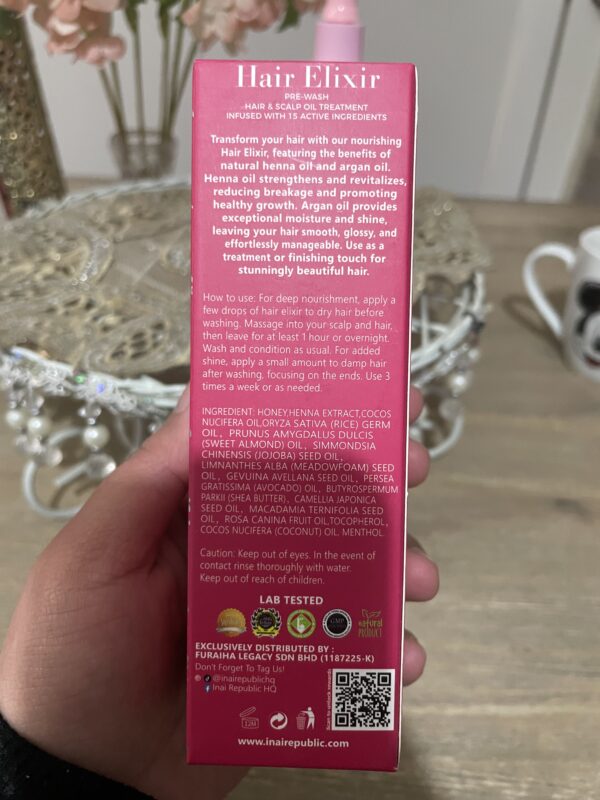 Hair Elixir
PRE-WASH
HAIR & SCALP OIL TREATMENT
INFUSED WITH 15 ACTIVE INGREDIENTS
Transform your hair with our nourishing
Hair Elixir, featuring the benefits of
natural henna oil and argan oil.
Henna oil strengthens and revitalizes,
reducing breakage and promoting
healthy growth. Argan oil provides
exceptional moisture and shine,
leaving your hair smooth, glossy, and
effortlessly manageable. Use as a
treatment or finishing touch for
stunningly beautiful hair.
How to use: For deep nourishment, apply a
few drops of hair elixir to dry hair before
washing. Massage into your scalp and hair,
then leave for at least 1 hour or overnight.
Wash and condition as usual. For added
shine, apply a small amount to damp hair
after washing, focusing on the ends. Use 3
times a week or as needed.
INGREDIENT: HONEY,HENNA EXTRACT,COCOS
NUCIFERA OIL,ORYZA SATIVA (RICE) GERM
OIL, PRUNUS AMYGDALUS DULCIS
(SWEET ALMOND) OIL, SIMMONDSIA
CHINENSIS (JOJOBA) SEED OIL,
LIMNANTHES ALBA (MEADOWFOAM) SEED
OIL, GEVUINA AVELLANA SEED OIL, PERSEA
GRATISSIMA (AVOCADO) OIL, BUTYROSPERMUM
PARKII (SHEA BUTTER), CAMELLIA JAPONICA
SEED OIL, MACADAMIA TERNIFOLIA SEED
OIL, ROSA CANINA FRUIT OIL,TOCOPHEROL,
COCOS NUCIFERA (COCONUT) OIL, MENTHOL.
Caution: Keep out of eyes. In the event of
contact rinse thoroughly with water.
Keep out of reach of children.
LAB TESTED
GMP
natural
PRODUCT
EXCLUSIVELY DISTRIBUTED BY :
FURAIHA LEGACY SDN BHD (1187225-K)
Don't Forget To Tag Us!
@inairepublichq
Inai Republic HQ
Scan to unlock rewards
www.inairepublic.com